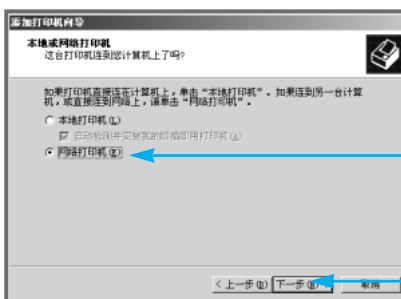 添加打印机向导
本地或网络打印机
这台打印机连到您计算机上了吗?
如果打印机直接连在计算机上，单击“本地打印机”。如果连到另一台计算
机，或直接连到网络上，请单击“网络打印机”。
本地打印机(L)
自动检测并安装我的即插即用打印机(A)
网络打印机(E)
<上一步(B) 下一步(N) 取消